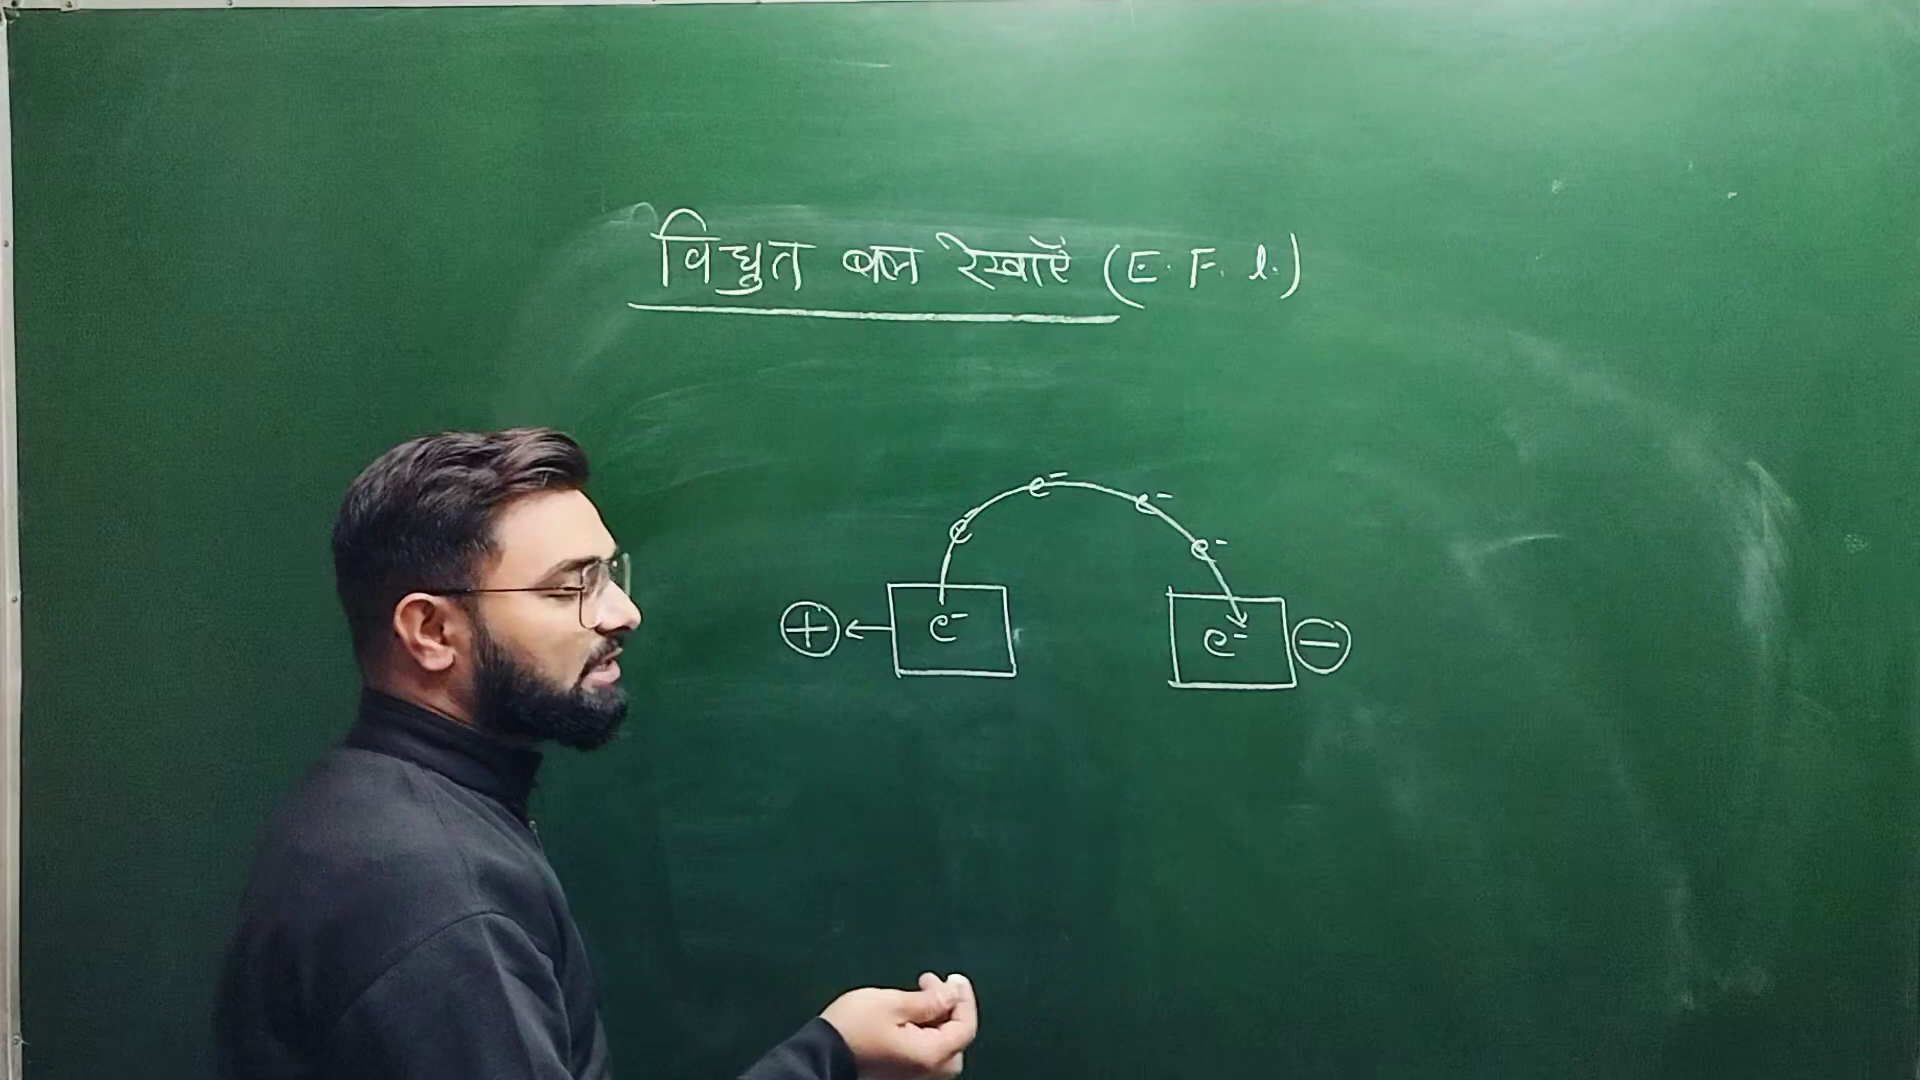 विद्युत बल रेखाएँ (E. F. l.)
e⁻ e⁻ e⁻ e⁻
+ ← e⁻ e⁻ −